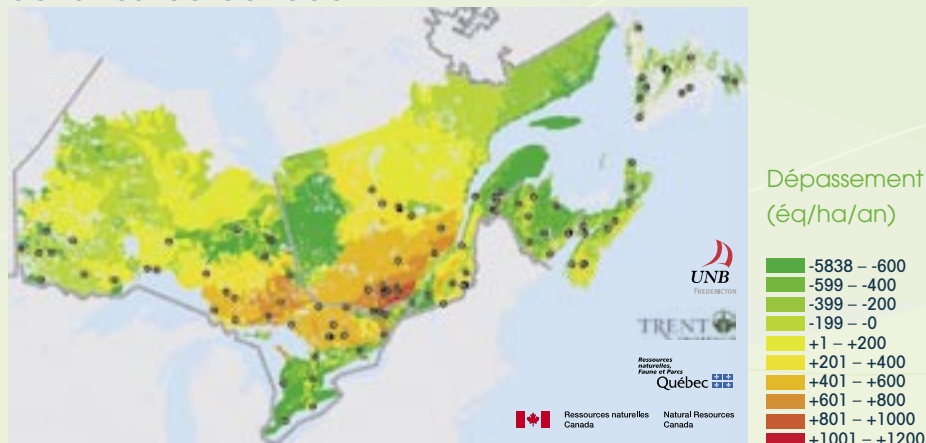 Dépassement
(éq/ha/an)
-5838 – -600
-599 – -400
-399 – -200
-199 – -0
+1 – +200
+201 – +400
+401 – +600
+601 – +800
+801 – +1000
+1001 – +1200
UNB
FREDERICTON
TRENT
Ressources
naturelles,
Faune et Parcs
Québec
Ressources naturelles Natural Resources
Canada Canada